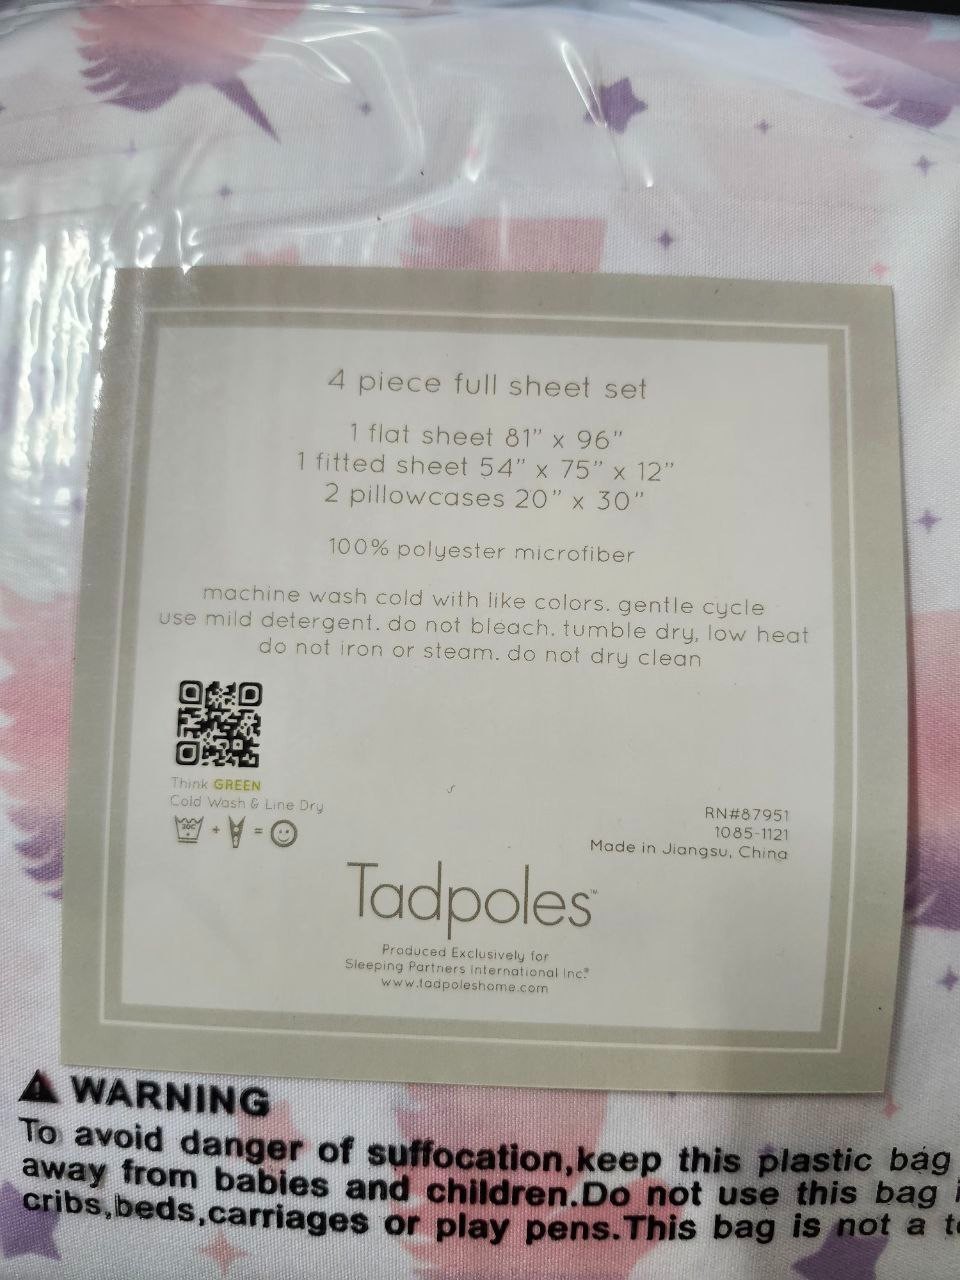 4 piece full sheet set
1 flat sheet 81" x 96"
1 fitted sheet 54" x 75" x 12"
2 pillowcases 20" x 30"
100% polyester microfiber
machine wash cold with like colors. gentle cycle
use mild detergent. do not bleach. tumble dry, low heat
do not iron or steam. do not dry clean
Think GREEN
Cold Wash & Line Dry
30C + =
RN#87951
1085-1121
Made in Jiangsu, China
Tadpoles™
Produced Exclusively for
Sleeping Partners International Inc.®
www.tadpoleshome.com
WARNING
To avoid danger of suffocation,keep this plastic bag
away from babies and children.Do not use this bag
cribs,beds,carriages or play pens.This bag is not a